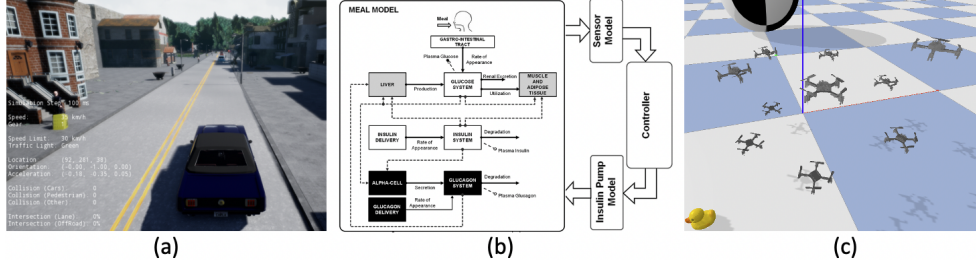 Simulation Step: 100 ms
Speed: 35 km/h
Gear
Speed Limit 30 km/h
Traffic Light Green
Location
Orientation
Acceleration
Collision (Cars) 0
Collision (Pedestrian) 0
Collision (Other) 0
Intersection (Lane) 0%
Intersection (OffRoad) 0%
(a)
MEAL MODEL
Meal
GASTRO-INTESTINAL
TRACT
Plasma Glucose
Rate of
Appearance
LIVER
Production
GLUCOSE
SYSTEM
Renal Excretion
Utilization
MUSCLE
AND
ADIPOSE
TISSUE
INSULIN DELIVERY
Rate of
Appearance
INSULIN
SYSTEM
Degradation
Plasma Insulin
ALPHA-CELL
Secretion
GLUCAGON
SYSTEM
Degradation
Plasma Glucagon
GLUCAGON
DELIVERY
Rate of
Appearance
Sensor
Model
Controller
Insulin Pump
Model
(b)
(c)